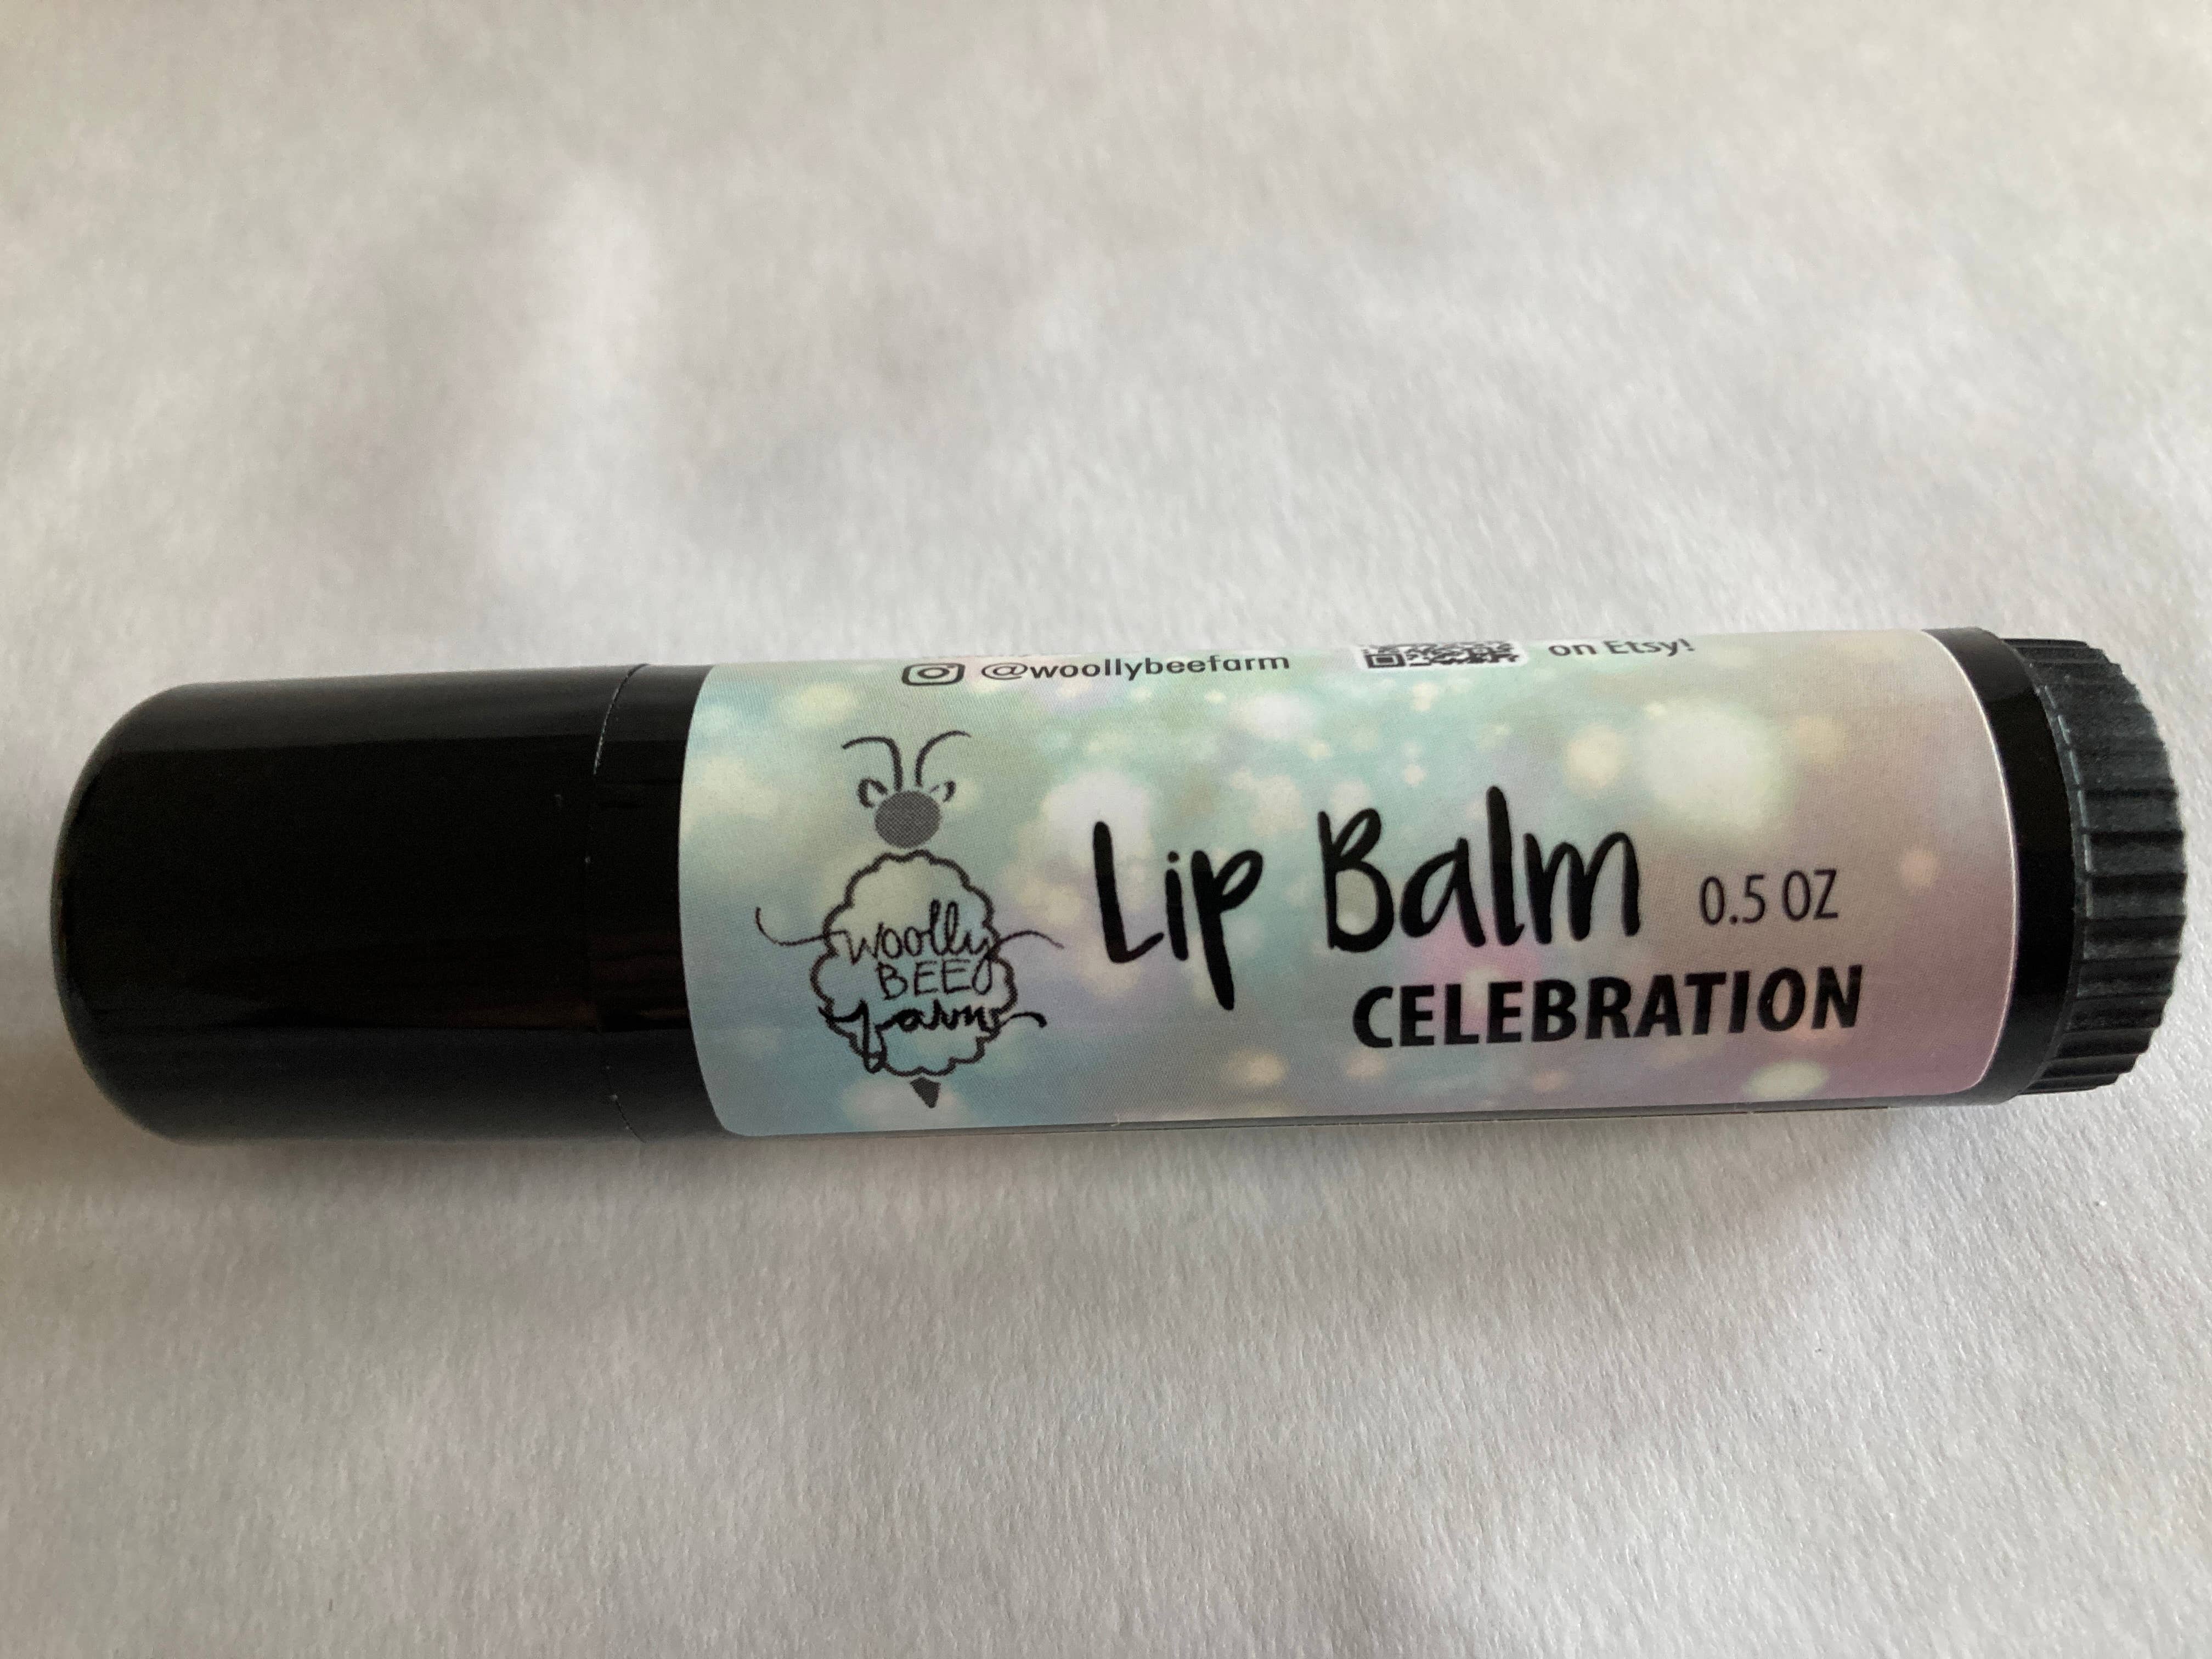 @woollybeefarm
on Etsy!
woolly
BEE
farm
Lip Balm 0.5 OZ
CELEBRATION